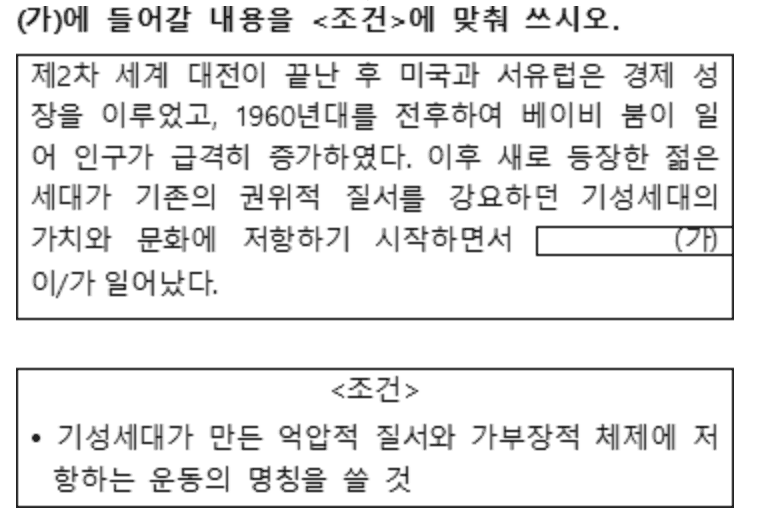 (가)에 들어갈 내용을 <조건>에 맞춰 쓰시오.
제2차 세계 대전이 끝난 후 미국과 서유럽은 경제 성
장을 이루었고, 1960년대를 전후하여 베이비 붐이 일
어 인구가 급격히 증가하였다. 이후 새로 등장한 젊은
세대가 기존의 권위적 질서를 강요하던 기성세대의
가치와 문화에 저항하기 시작하면서 (가)
이/가 일어났다.
<조건>
• 기성세대가 만든 억압적 질서와 가부장적 체제에 저
항하는 운동의 명칭을 쓸 것